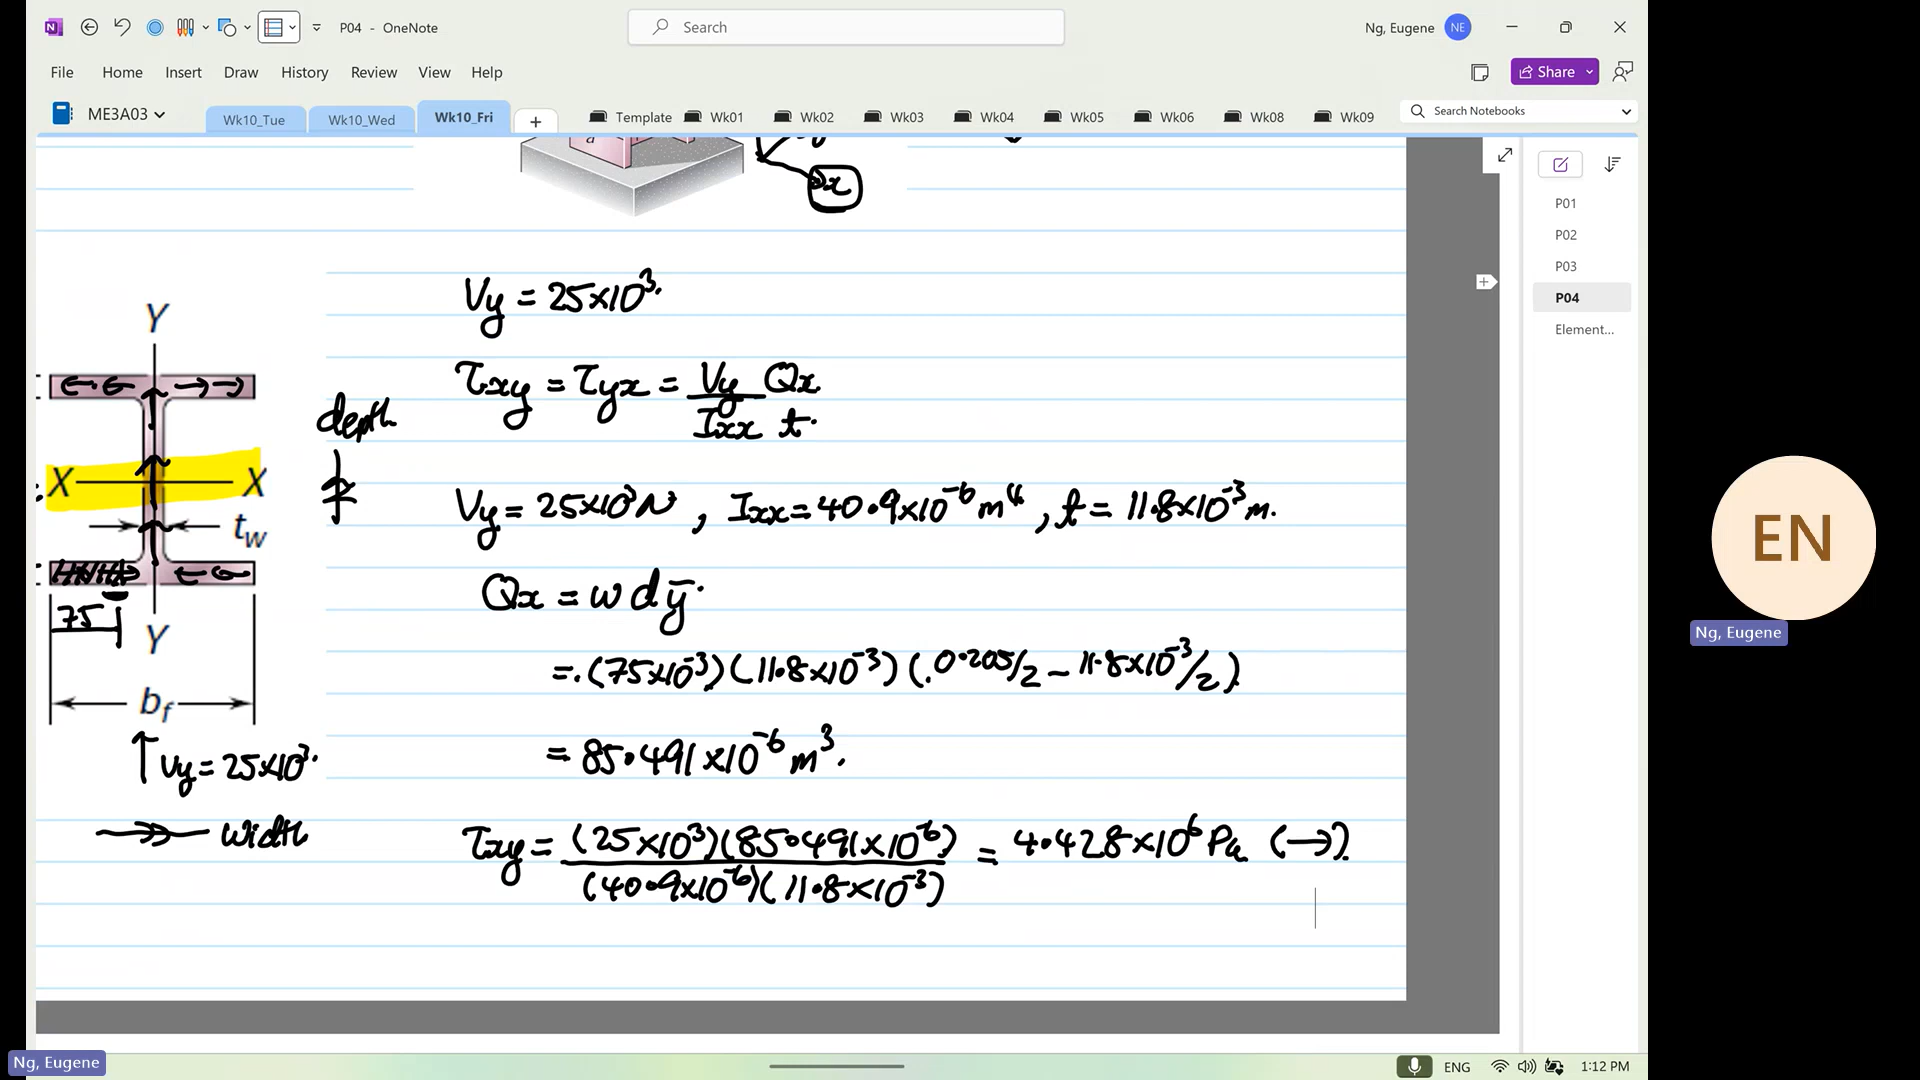 P04 - OneNote
Search
Ng, Eugene
NE
File Home Insert Draw History Review View Help
Share
ME3A03
Wk10_Tue Wk10_Wed Wk10_Fri
Template Wk01 Wk02 Wk03 Wk04 Wk05 Wk06 Wk08 Wk09
Search Notebooks
P01
P02
P03
P04
Element...
a
x
Vy = 25×10³
τxy = τyx = Vy Qx / Ixx t
Vy = 25×10³N , Ixx = 40.9×10⁻⁶ m⁴ , t = 11.8×10⁻³ m.
Qx = w d ȳ
= (75×10⁻³)(11.8×10⁻³)(0.205/2 − 11.8×10⁻³/2)
= 85.491×10⁻⁶ m³.
τxy = (25×10³)(85.491×10⁻⁶) / (40.9×10⁻⁶)(11.8×10⁻³) = 4.428×10⁶ Pa (→)
Y
depth
X X
tw
75
Y
bf
↑ Vy = 25×10³
width
EN
Ng, Eugene
Ng, Eugene
ENG
1:12 PM